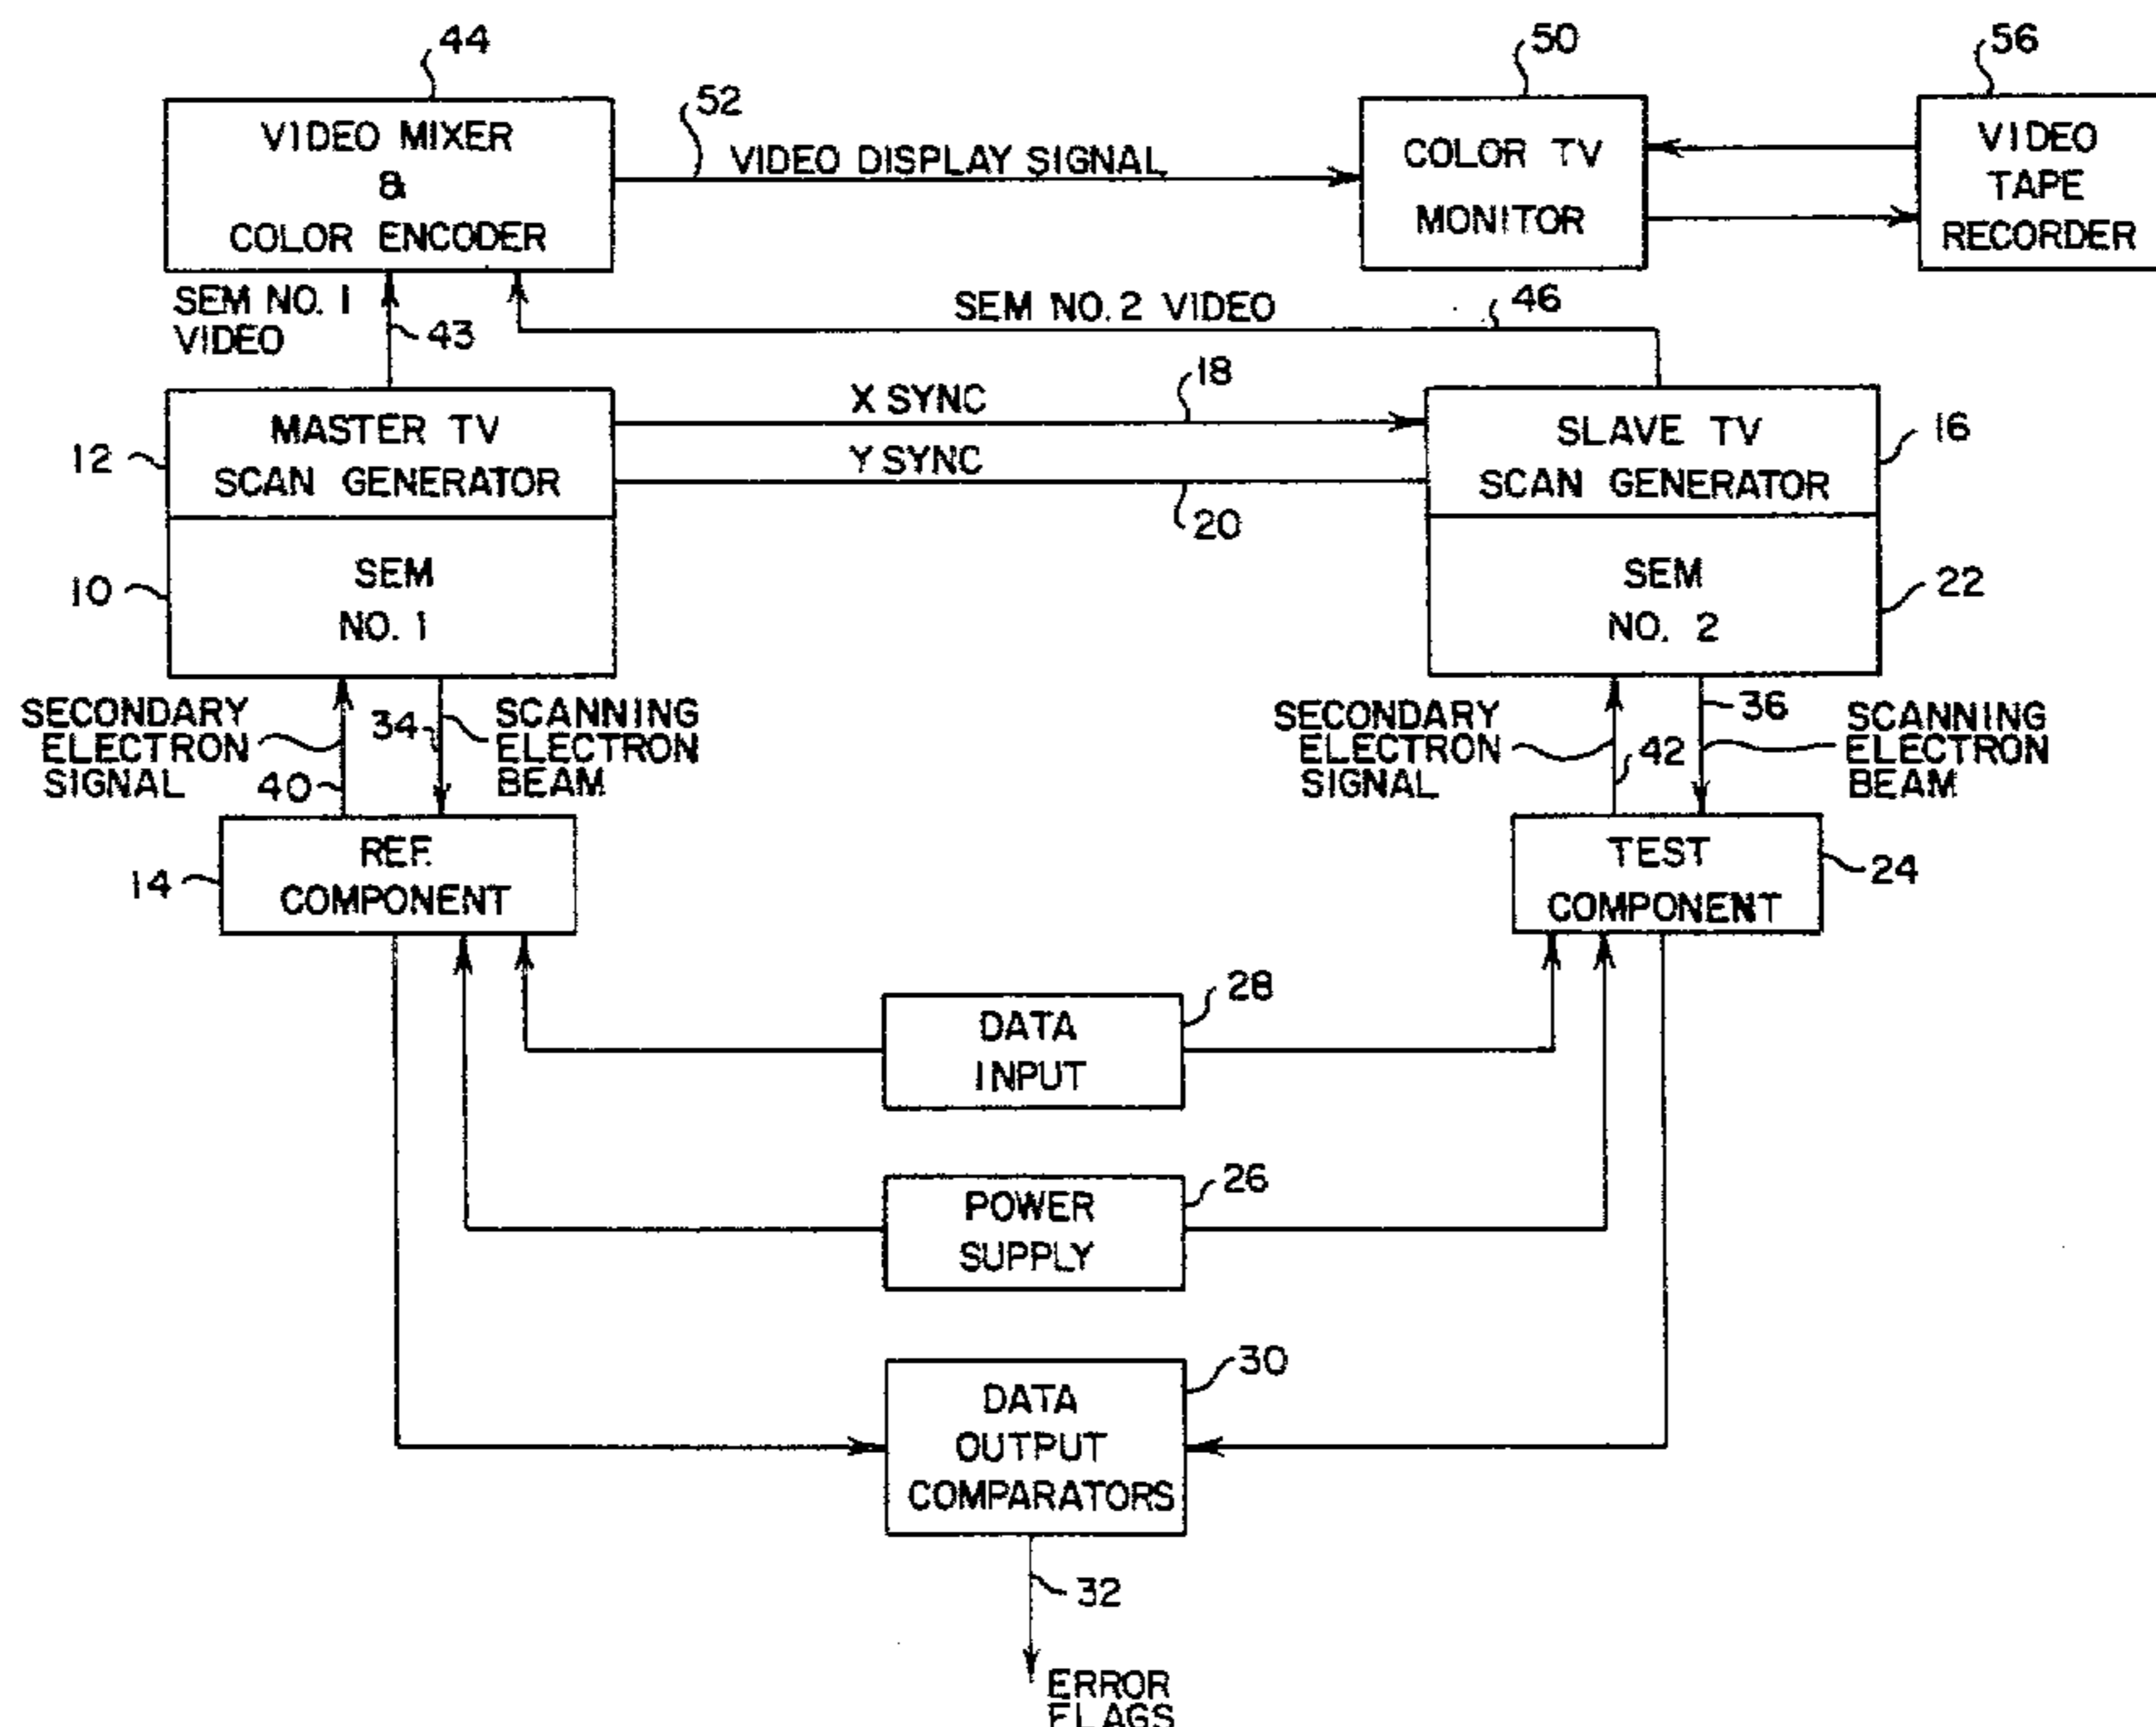 44
50
56
52
VIDEO MIXER
&
COLOR ENCODER
VIDEO DISPLAY SIGNAL
COLOR TV
MONITOR
VIDEO
TAPE
RECORDER
SEM NO. 1
VIDEO
43
SEM NO. 2 VIDEO
46
12
MASTER TV
SCAN GENERATOR
X SYNC
18
Y SYNC
20
SLAVE TV
SCAN GENERATOR
16
10
SEM
NO. 1
SEM
NO. 2
22
SECONDARY
ELECTRON
SIGNAL
40
34
SCANNING
ELECTRON
BEAM
SECONDARY
ELECTRON
SIGNAL
42
36
SCANNING
ELECTRON
BEAM
14
REF.
COMPONENT
TEST
COMPONENT
24
DATA
INPUT
28
POWER
SUPPLY
26
DATA
OUTPUT
COMPARATORS
30
32
ERROR
FLAGS